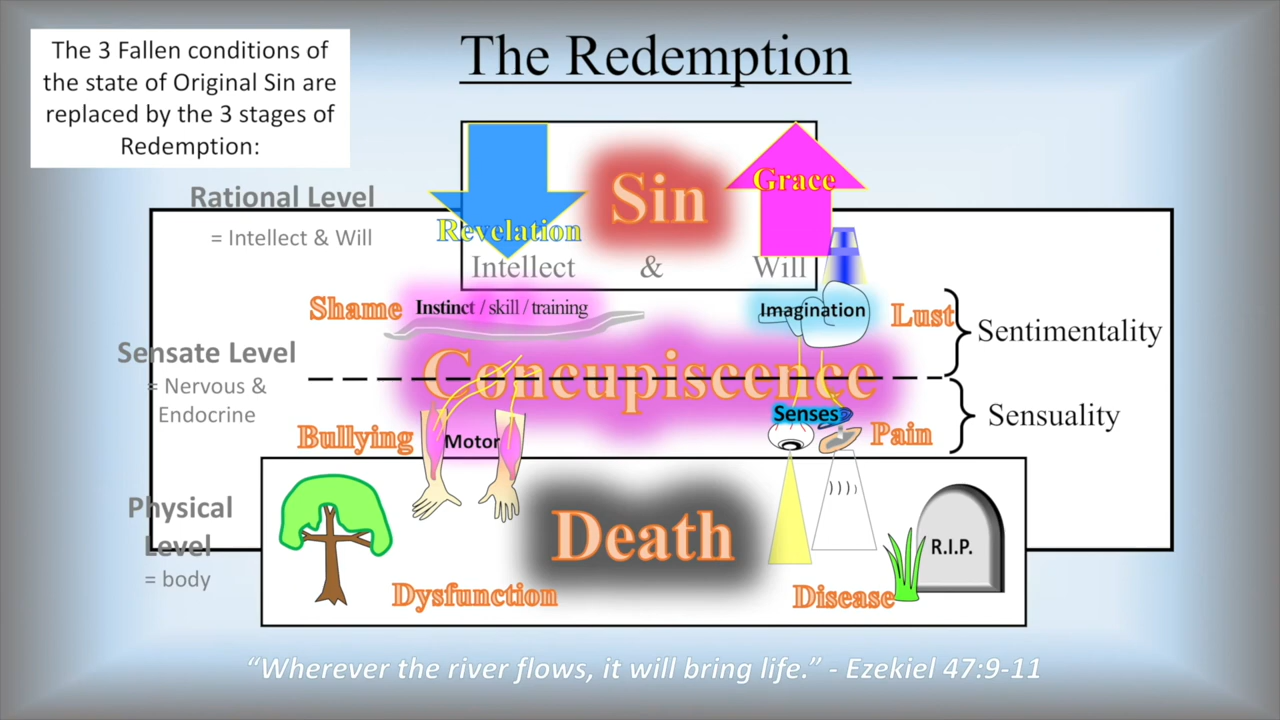 The Redemption
The 3 Fallen conditions of
the state of Original Sin are
replaced by the 3 stages of
Redemption:
Rational Level
= Intellect & Will
Sin
Grace
Revelation
Intellect & Will
Shame
Instinct / skill / training
Imagination
Lust
Sentimentality
Sensate Level
= Nervous &
Endocrine
Concupiscence
Senses
Sensuality
Bullying
Motor
Pain
Physical
Level
= body
Death
R.I.P.
Dysfunction
Disease
“Wherever the river flows, it will bring life.” - Ezekiel 47:9-11